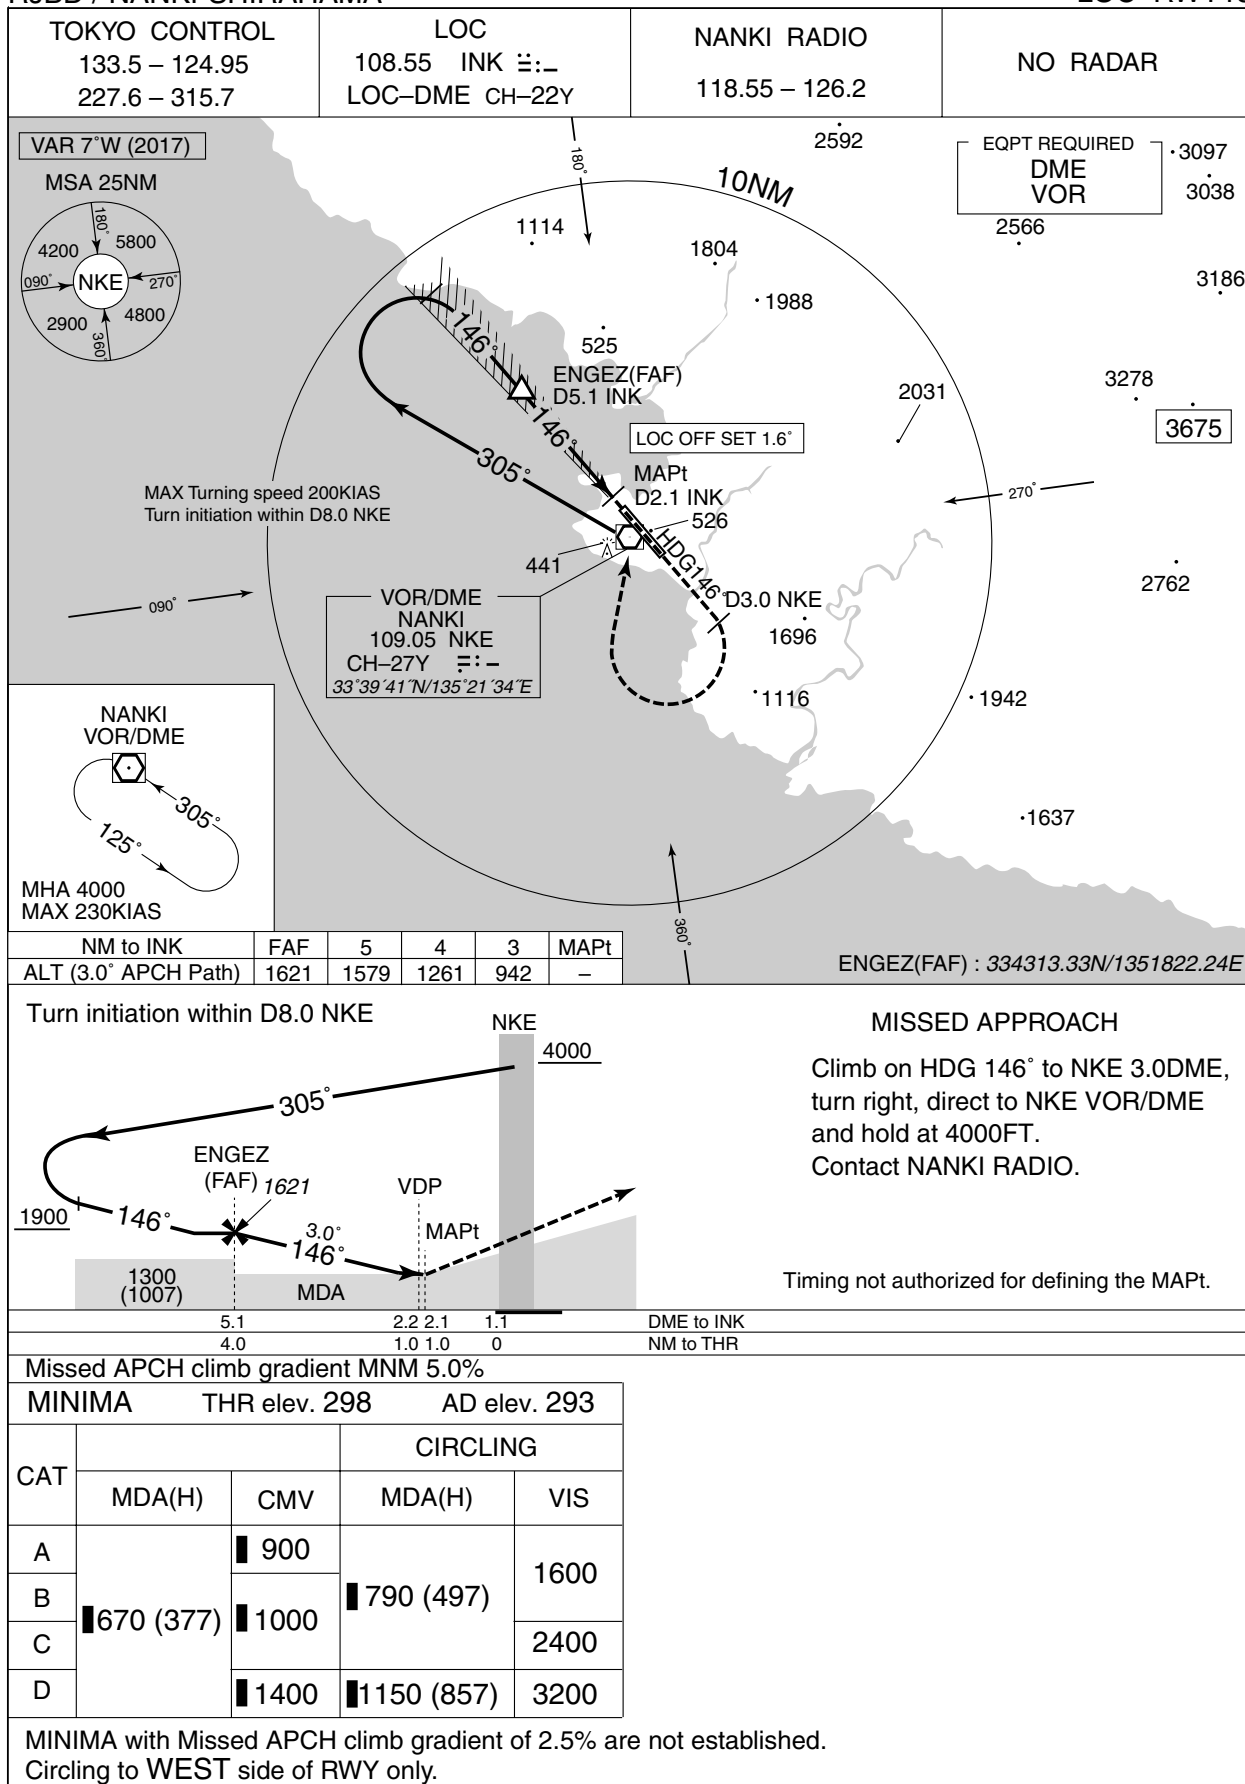 TOKYO CONTROL
133.5 – 124.95
227.6 – 315.7
LOC
108.55 INK
LOC–DME CH–22Y
NANKI RADIO
118.55 – 126.2
NO RADAR
VAR 7˚W (2017)
MSA 25NM
180˚
4200
5800
090˚
NKE
270˚
2900
4800
360˚
180˚
10NM
2592
EQPT REQUIRED
DME
VOR
3097
3038
2566
3186
1114
1804
1988
525
146˚
ENGEZ(FAF)
D5.1 INK
146˚
2031
3278
3675
LOC OFF SET 1.6˚
305˚
MAPt
D2.1 INK
526
MAX Turning speed 200KIAS
Turn initiation within D8.0 NKE
270˚
441
HDG146˚
2762
090˚
VOR/DME
NANKI
109.05 NKE
CH–27Y
33˚39´41˝N/135˚21´34˝E
D3.0 NKE
1696
1116
1942
NANKI
VOR/DME
305˚
125˚
1637
MHA 4000
MAX 230KIAS
360˚
NM to INK FAF 5 4 3 MAPt
ALT (3.0˚ APCH Path) 1621 1579 1261 942 –
ENGEZ(FAF) : 334313.33N/1351822.24E
Turn initiation within D8.0 NKE
NKE
4000
305˚
ENGEZ
(FAF) 1621
VDP
1900
146˚
3.0˚
146˚
MAPt
1300
(1007)
MDA
MISSED APPROACH
Climb on HDG 146˚ to NKE 3.0DME,
turn right, direct to NKE VOR/DME
and hold at 4000FT.
Contact NANKI RADIO.
Timing not authorized for defining the MAPt.
5.1 2.2 2.1 1.1 DME to INK
4.0 1.0 1.0 0 NM to THR
Missed APCH climb gradient MNM 5.0%
MINIMA THR elev. 298 AD elev. 293
CAT
CIRCLING
MDA(H) CMV MDA(H) VIS
A 900
B 670 (377) 1000 790 (497) 1600
C 2400
D 1400 1150 (857) 3200
MINIMA with Missed APCH climb gradient of 2.5% are not established.
Circling to WEST side of RWY only.